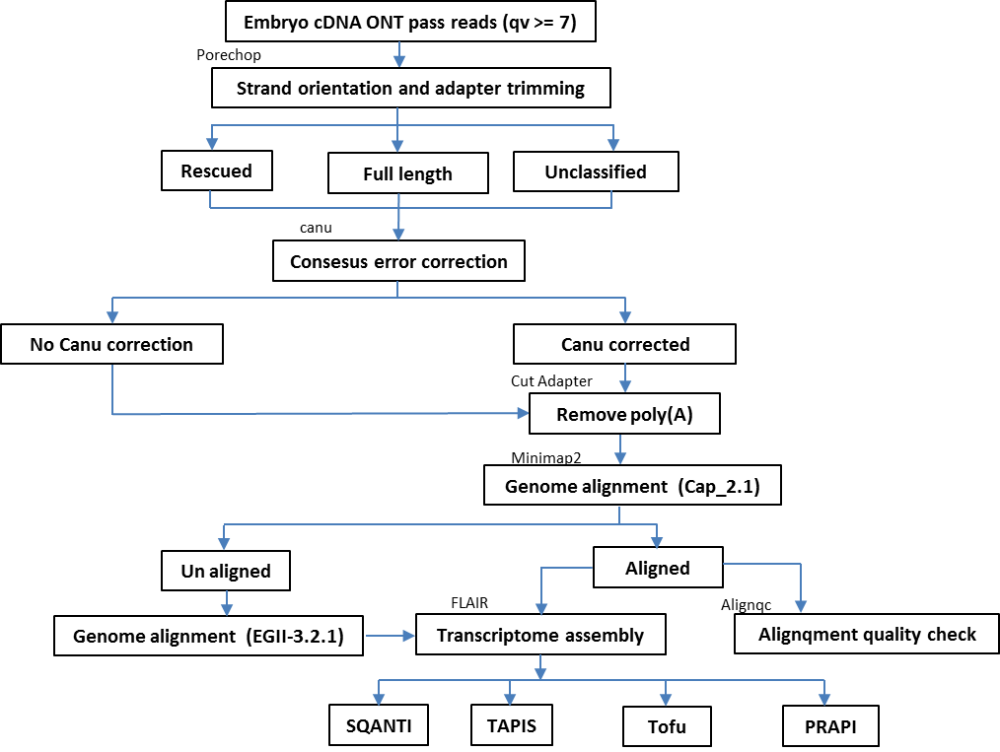 Embryo cDNA ONT pass reads (qv >= 7)
Porechop
Strand orientation and adapter trimming
Rescued
Full length
Unclassified
canu
Consesus error correction
No Canu correction
Canu corrected
Cut Adapter
Remove poly(A)
Minimap2
Genome alignment (Cap_2.1)
Un aligned
Aligned
FLAIR
Alignqc
Genome alignment (EGII-3.2.1)
Transcriptome assembly
Alignqment quality check
SQANTI
TAPIS
Tofu
PRAPI